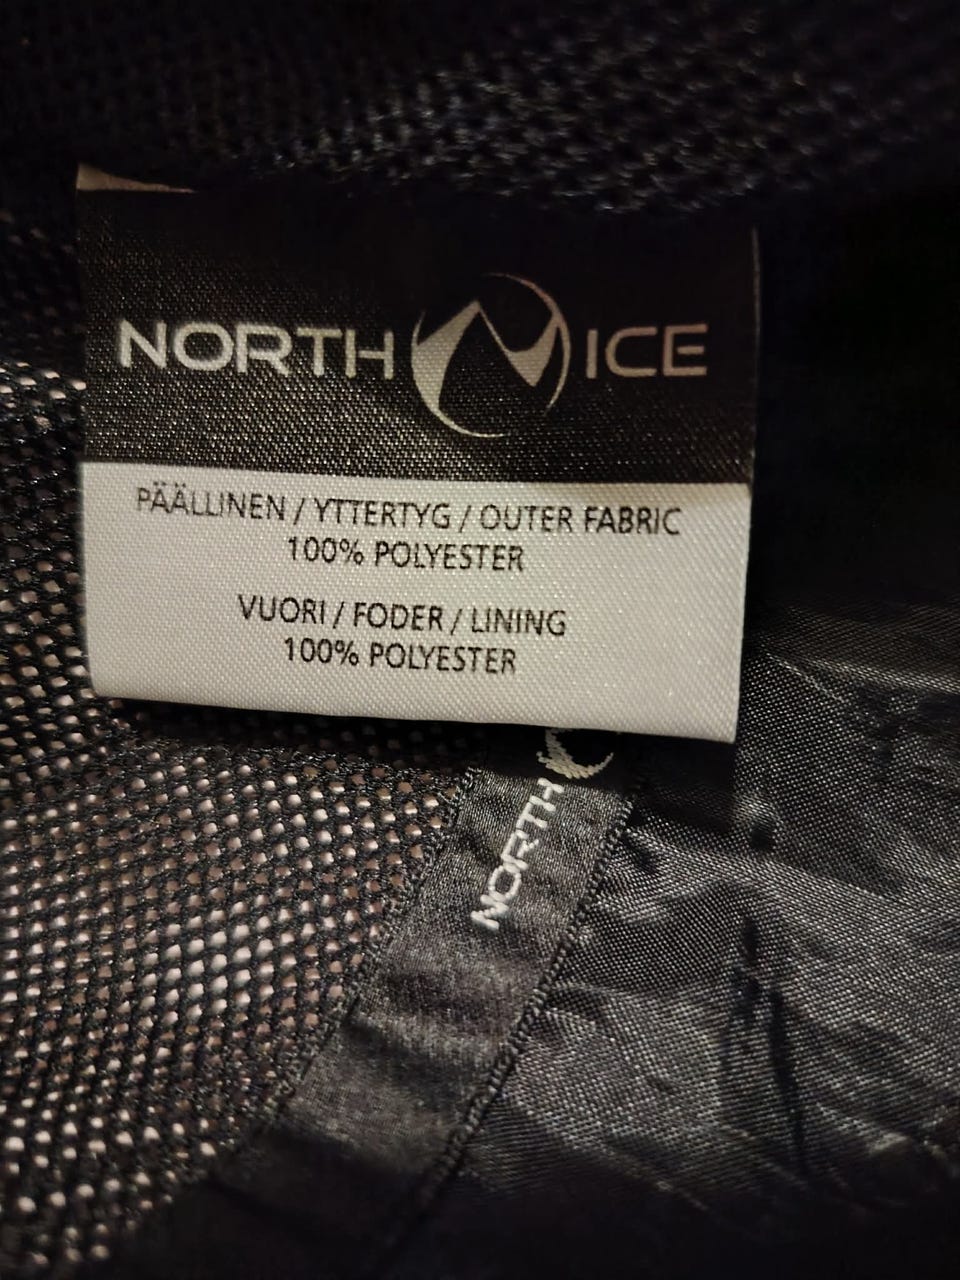 NORTH ICE
PÄÄLLINEN / YTTERTYG / OUTER FABRIC
100% POLYESTER
VUORI / FODER / LINING
100% POLYESTER
NORTH